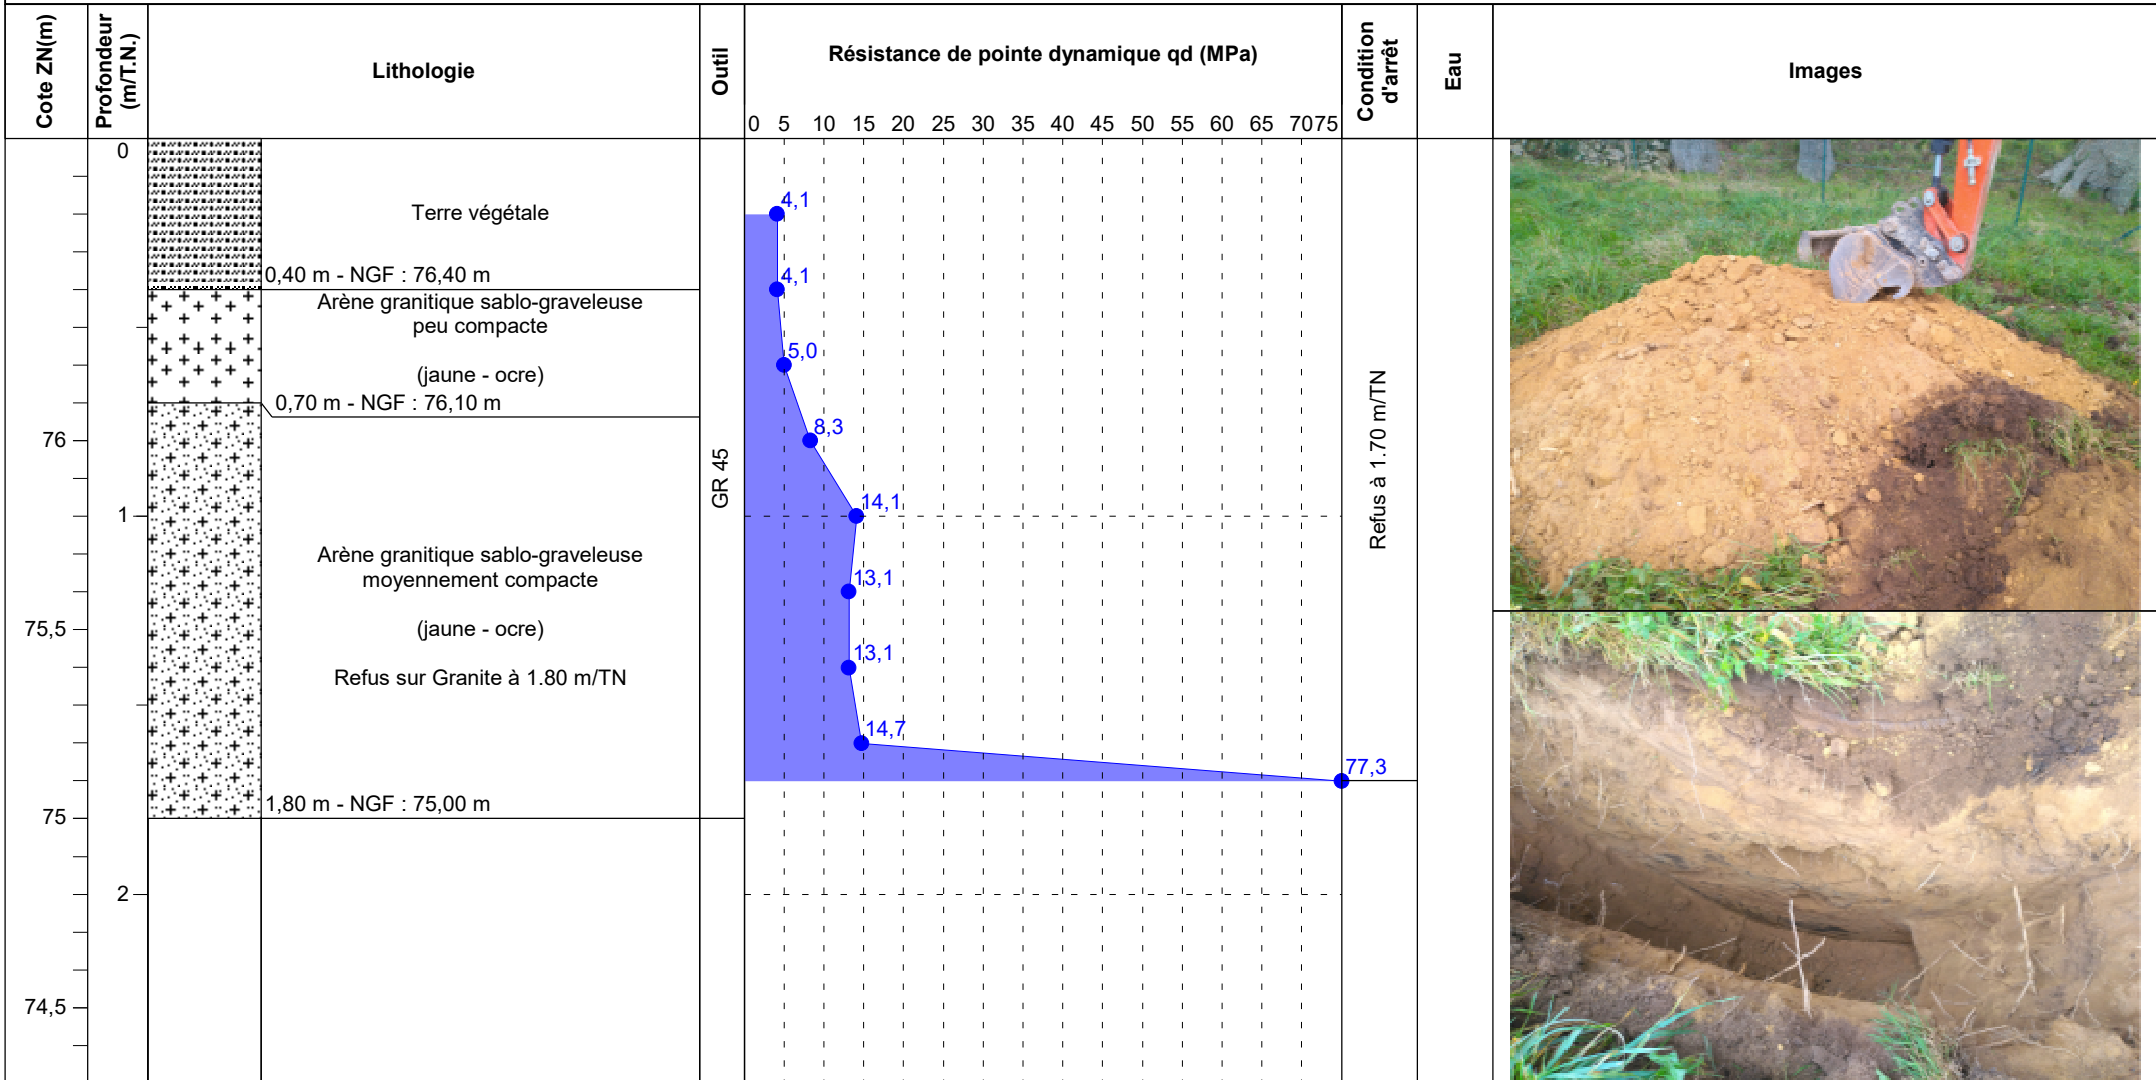 Cote ZN(m)
Profondeur
(m/T.N.)
Lithologie
Outil
Résistance de pointe dynamique qd (MPa)
0 5 10 15 20 25 30 35 40 45 50 55 60 65 70 75
Condition
d'arrêt
Eau
Images
0
Terre végétale
0,40 m - NGF : 76,40 m
Arène granitique sablo-graveleuse
peu compacte
(jaune - ocre)
0,70 m - NGF : 76,10 m
76
1
Arène granitique sablo-graveleuse
moyennement compacte
75,5
(jaune - ocre)
Refus sur Granite à 1.80 m/TN
1,80 m - NGF : 75,00 m
75
2
74,5
GR 45
4,1
4,1
5,0
8,3
14,1
13,1
13,1
14,7
77,3
Refus à 1.70 m/TN